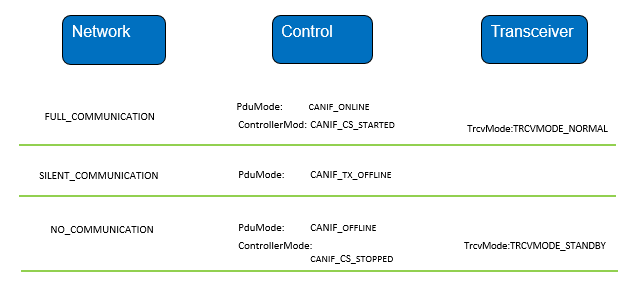 Network Control Transceiver
PduMode: CANIF_ONLINE
FULL_COMMUNICATION
ControllerMod: CANIF_CS_STARTED
TrcvMode:TRCVMODE_NORMAL
SILENT_COMMUNICATION PduMode: CANIF_TX_OFFLINE
NO_COMMUNICATION PduMode: CANIF_OFFLINE
ControllerMode: TrcvMode:TRCVMODE_STANDBY
CANIF_CS_STOPPED